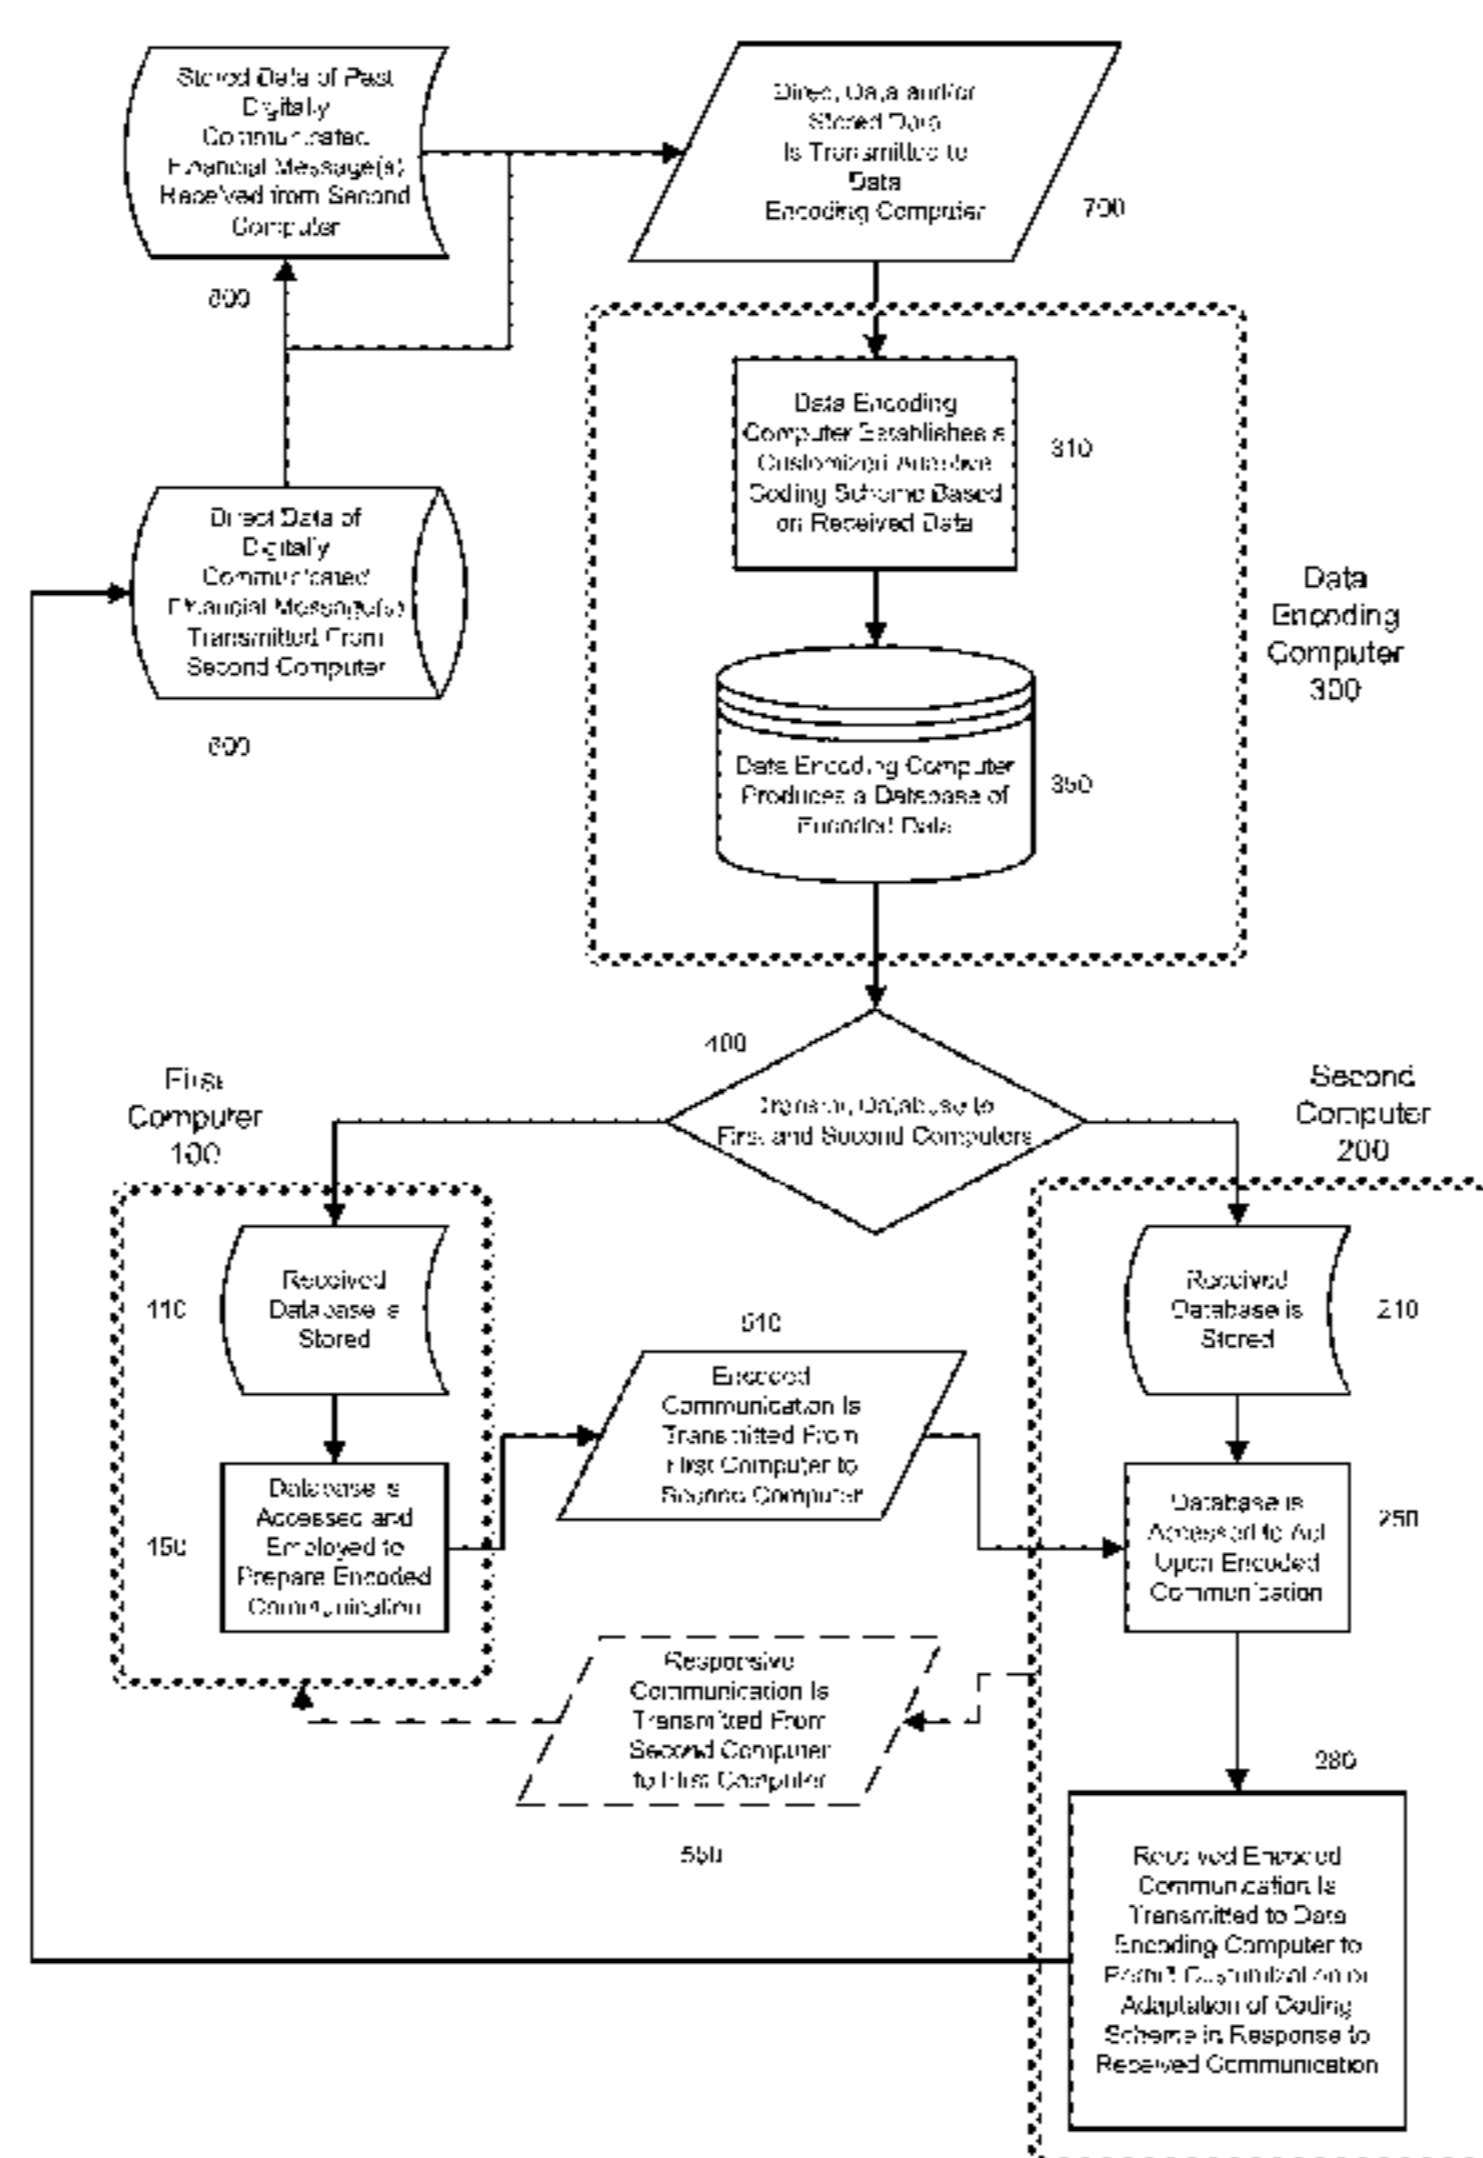 Stored Data of Past
Digitally
Communicated
Financial Message(s)
Received from Second
Computer
Direct Data and/or
Stored Data
Is Transmitted to
Data
Encoding Computer
700
Data Encoding
Computer Establishes a
Customized Adaptive
Coding Scheme Based
on Received Data
310
Direct Data of
Digitally
Communicated
Financial Message(s)
Transmitted From
Second Computer
Data
Encoding
Computer
300
Data Encoding Computer
Produces a Database of
Encoded Data
350
400
Transmit Database to
First and Second Computers
First
Computer
100
Second
Computer
200
110
Received
Database is
Stored
Received
Database is
Stored
210
510
Encoded
Communication Is
Transmitted From
First Computer to
Second Computer
150
Database is
Accessed and
Employed to
Prepare Encoded
Communication
Database is
Accessed to Act
Upon Encoded
Communication
250
Responsive
Communication Is
Transmitted From
Second Computer
to First Computer
550
280
Received Encoded
Communication Is
Transmitted to Data
Encoding Computer to
Permit Customization or
Adaptation of Coding
Scheme in Response to
Received Communication